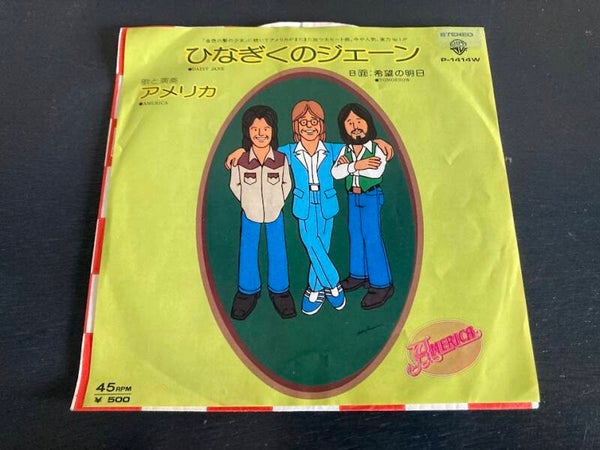 STEREO
P-1414W
ひなぎくのジェーン
●DAISY JANE
B面:希望の明日
●TOMORROW
歌と演奏
アメリカ
●AMERICA
AMERICA
45RPM
¥ 500